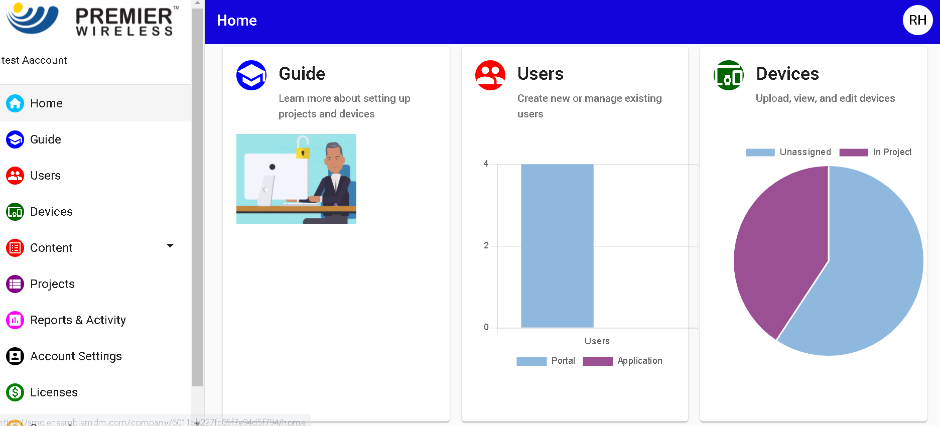 PREMIER™
WIRELESS
test Aaccount
Home
Guide
Users
Devices
Content
Projects
Reports & Activity
Account Settings
Licenses
Home
RH
Guide
Learn more about setting up
projects and devices
Users
Create new or manage existing
users
4
2
0
Users
Portal
Application
Devices
Upload, view, and edit devices
Unassigned
In Project